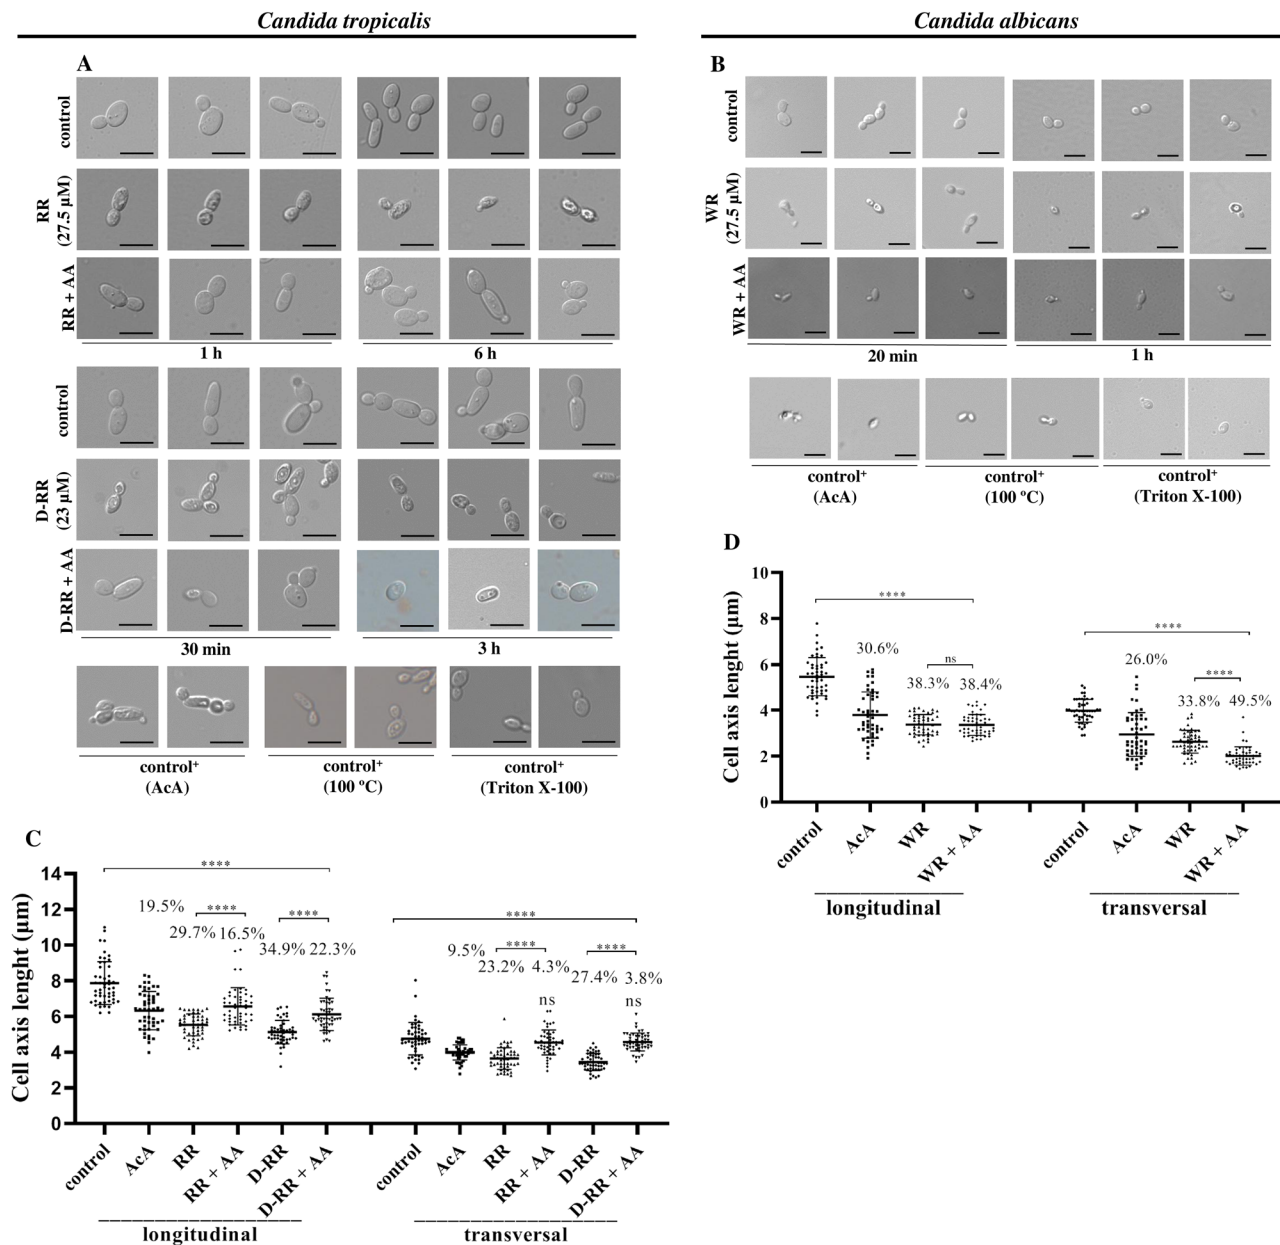 Candida tropicalis
Candida albicans
A
control
RR
(27.5 µM)
RR + AA
1 h
6 h
control
D-RR
(23 µM)
D-RR + AA
30 min
3 h
control⁺
(AcA)
control⁺
(100 ºC)
control⁺
(Triton X-100)
B
control
WR
(27.5 µM)
WR + AA
20 min
1 h
control⁺
(AcA)
control⁺
(100 ºC)
control⁺
(Triton X-100)
D
Cell axis lenght (µm)
10
8
6
4
2
0
****
30.6%
ns
38.3%
38.4%
****
26.0%
****
33.8%
49.5%
control
AcA
WR
WR + AA
control
AcA
WR
WR + AA
longitudinal
transversal
C
Cell axis lenght (µm)
14
12
10
8
6
4
2
0
****
19.5%
****
29.7%
16.5%
****
34.9%
22.3%
****
9.5%
****
23.2%
4.3%
ns
****
27.4%
3.8%
ns
control
AcA
RR
RR + AA
D-RR
D-RR + AA
control
AcA
RR
RR + AA
D-RR
D-RR + AA
longitudinal
transversal